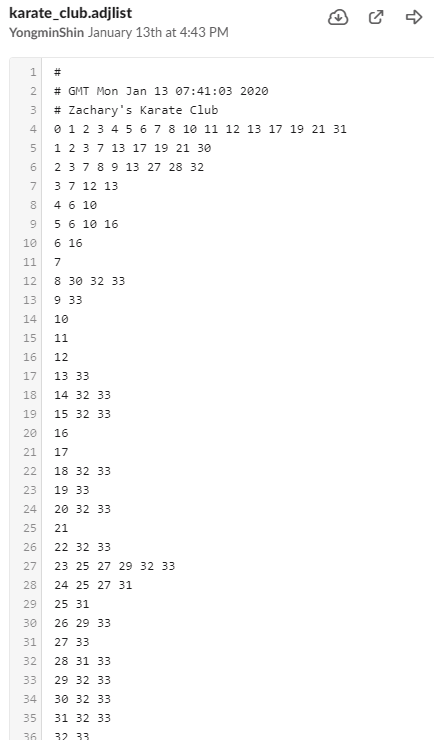 karate_club.adjlist
YongminShin January 13th at 4:43 PM
1 #
2 # GMT Mon Jan 13 07:41:03 2020
3 # Zachary's Karate Club
4 0 1 2 3 4 5 6 7 8 10 11 12 13 17 19 21 31
5 1 2 3 7 13 17 19 21 30
6 2 3 7 8 9 13 27 28 32
7 3 7 12 13
8 4 6 10
9 5 6 10 16
10 6 16
11 7
12 8 30 32 33
13 9 33
14 10
15 11
16 12
17 13 33
18 14 32 33
19 15 32 33
20 16
21 17
22 18 32 33
23 19 33
24 20 32 33
25 21
26 22 32 33
27 23 25 27 29 32 33
28 24 25 27 31
29 25 31
30 26 29 33
31 27 33
32 28 31 33
33 29 32 33
34 30 32 33
35 31 32 33
36 32 33